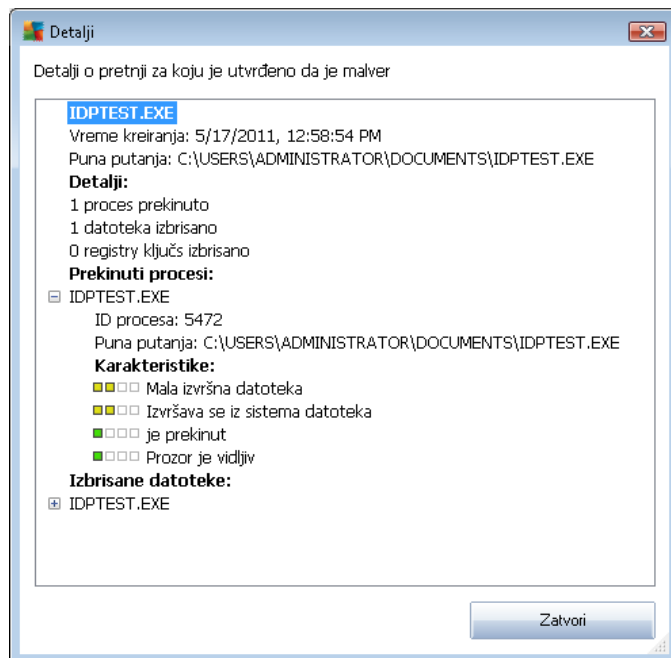 Detalji
Detalji o pretnji za koju je utvrđeno da je malver
IDPTEST.EXE
Vreme kreiranja: 5/17/2011, 12:58:54 PM
Puna putanja: C:\USERS\ADMINISTRATOR\DOCUMENTS\IDPTEST.EXE
Detalji:
1 proces prekinuto
1 datoteka izbrisano
0 registry ključs izbrisano
Prekinuti procesi:
IDPTEST.EXE
ID procesa: 5472
Puna putanja: C:\USERS\ADMINISTRATOR\DOCUMENTS\IDPTEST.EXE
Karakteristike:
Mala izvršna datoteka
Izvršava se iz sistema datoteka
je prekinut
Prozor je vidljiv
Izbrisane datoteke:
IDPTEST.EXE
Zatvori